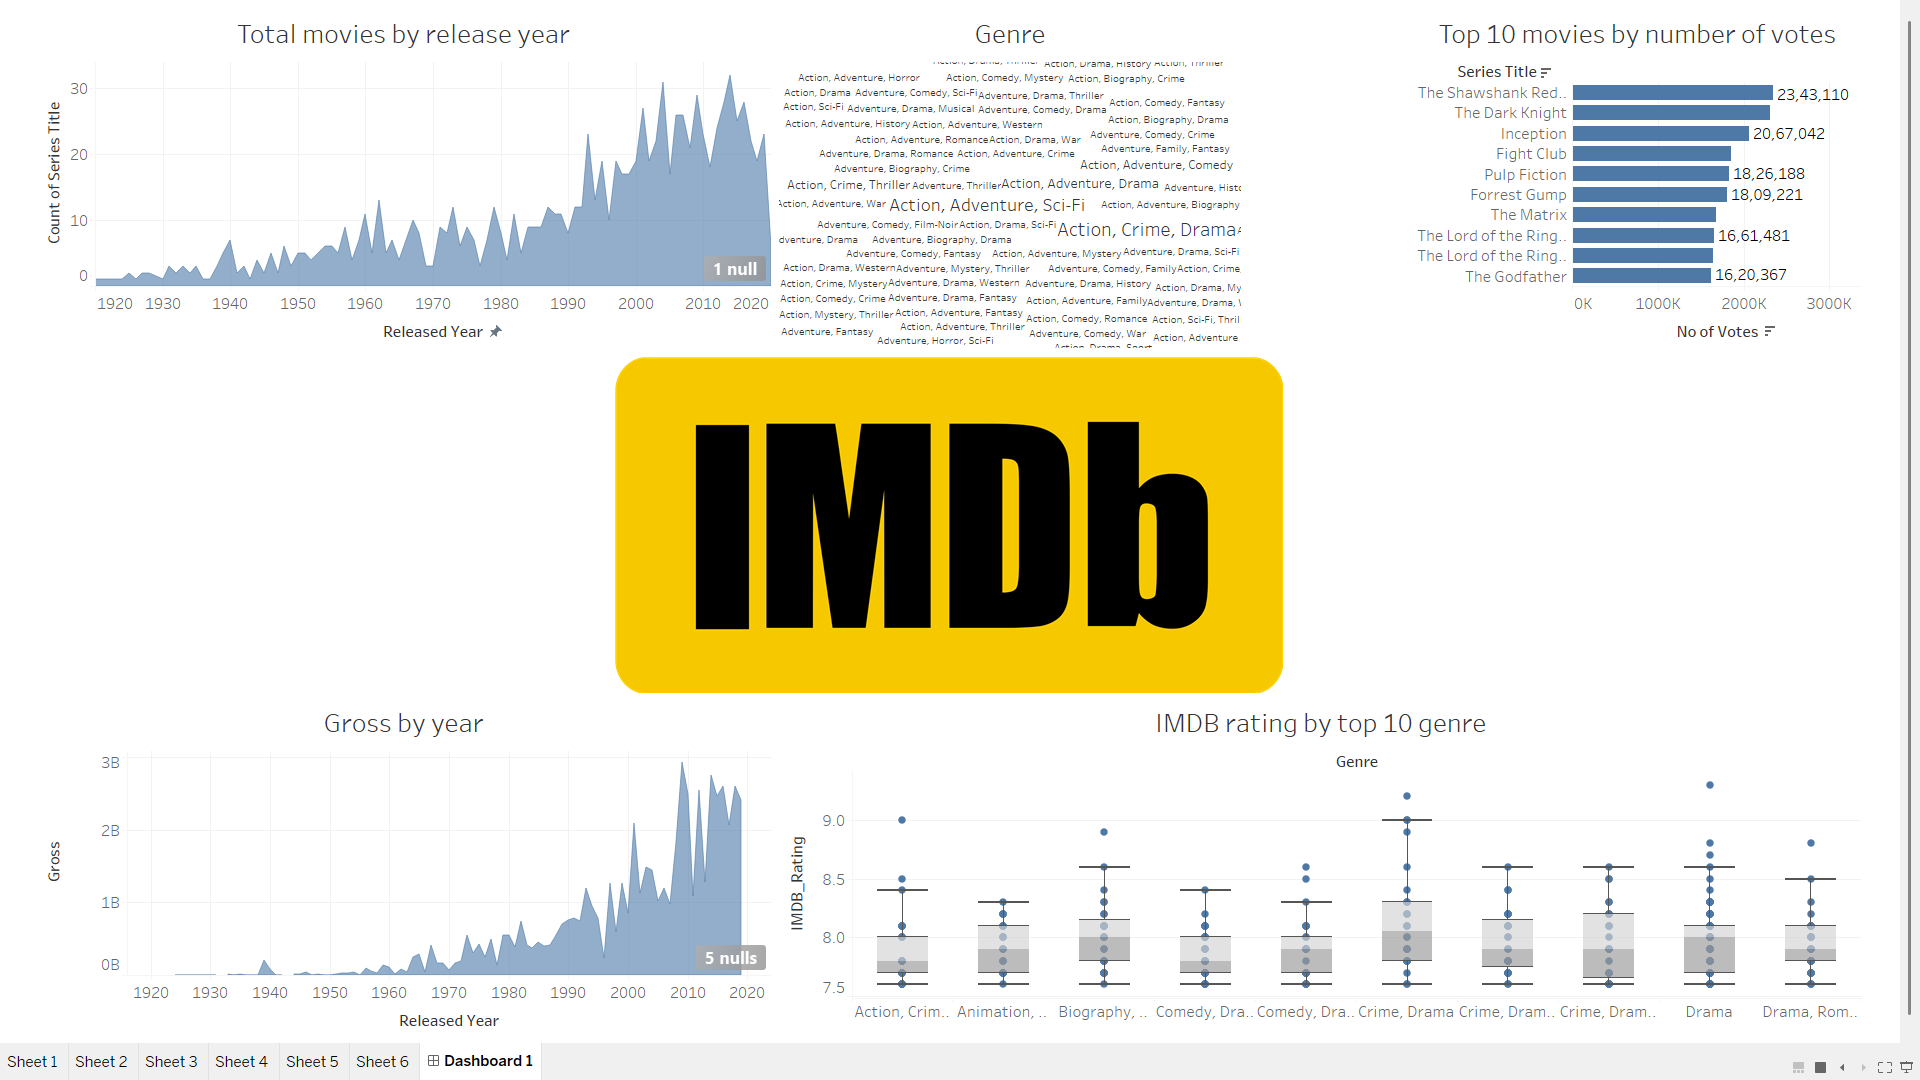 Total movies by release year
Count of Series Title
30
20
10
0
1 null
1920 1930 1940 1950 1960 1970 1980 1990 2000 2010 2020
Released Year
Genre
Action, Drama, History
Action, Adventure, Horror Action, Comedy, Mystery Action, Biography, Crime
Action, Drama Adventure, Comedy, Sci-Fi Adventure, Drama, Thriller
Action, Sci-Fi Adventure, Drama, Musical Adventure, Comedy, Drama Action, Comedy, Fantasy
Action, Adventure, History Action, Adventure, Western Action, Biography, Drama
Action, Adventure, Romance Action, Drama, War Adventure, Comedy, Crime
Adventure, Drama, Romance Action, Adventure, Crime Adventure, Family, Fantasy
Adventure, Biography, Crime Action, Adventure, Comedy
Action, Crime, Thriller Adventure, Thriller Action, Adventure, Drama Adventure,
Adventure, War Action, Adventure, Sci-Fi Action, Adventure, Biography
Adventure, Comedy, Film-Noir Action, Drama, Sci-Fi Action, Crime, Drama
Drama Adventure, Biography, Drama
Adventure, Comedy, Fantasy Action, Adventure, Mystery Adventure, Drama, Sci-Fi
Action, Drama, Western Adventure, Mystery, Thriller Adventure, Comedy, Family Action, Crime,
Action, Crime, Mystery Adventure, Drama, Western Adventure, Drama, History Action, Drama,
Action, Comedy, Crime Adventure, Drama, Fantasy Action, Adventure, Family Adventure, Drama,
Action, Mystery, Thriller Action, Adventure, Fantasy Action, Comedy, Romance Action, Sci-Fi,
Adventure, Fantasy Action, Adventure, Thriller Adventure, Comedy, War Action, Adventure
Adventure, Horror, Sci-Fi
Top 10 movies by number of votes
Series Title
The Shawshank Red.. 23,43,110
The Dark Knight
Inception 20,67,042
Fight Club
Pulp Fiction 18,26,188
Forrest Gump 18,09,221
The Matrix
The Lord of the Ring.. 16,61,481
The Lord of the Ring..
The Godfather 16,20,367
0K 1000K 2000K 3000K
No of Votes
IMDb
Gross by year
Gross
3B
2B
1B
0B
5 nulls
1920 1930 1940 1950 1960 1970 1980 1990 2000 2010 2020
Released Year
IMDB rating by top 10 genre
Genre
IMDB_Rating
9.0
8.5
8.0
7.5
Action, Crim.. Animation, .. Biography, .. Comedy, Dra.. Comedy, Dra.. Crime, Drama Crime, Dram.. Crime, Dram.. Drama Drama, Rom..
Sheet 1 Sheet 2 Sheet 3 Sheet 4 Sheet 5 Sheet 6 Dashboard 1